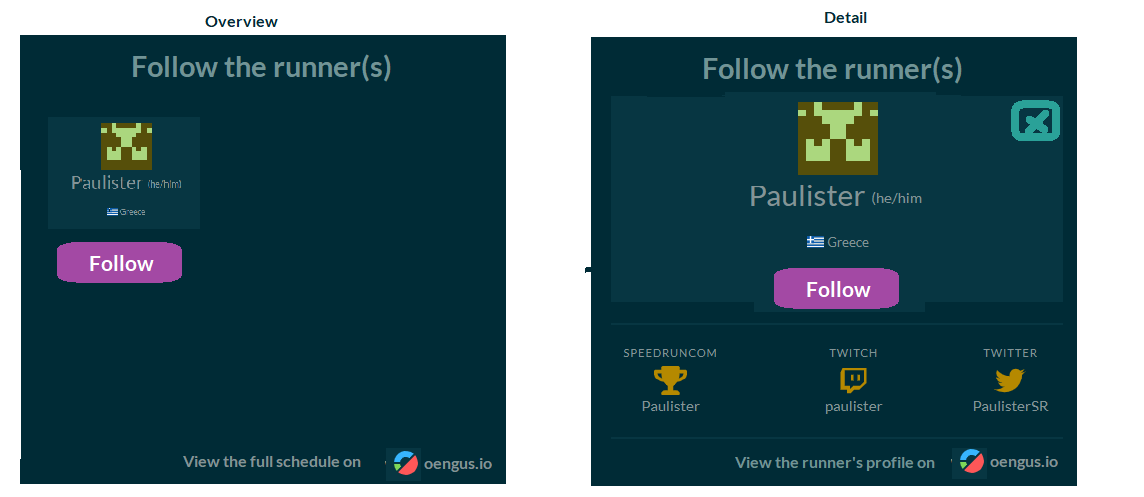 Overview
Follow the runner(s)
Paulister (he/him)
Greece
Follow
View the full schedule on oengus.io
Detail
Follow the runner(s)
Paulister (he/him
Greece
Follow
SPEEDRUNCOM TWITCH TWITTER
Paulister paulister PaulisterSR
View the runner's profile on oengus.io